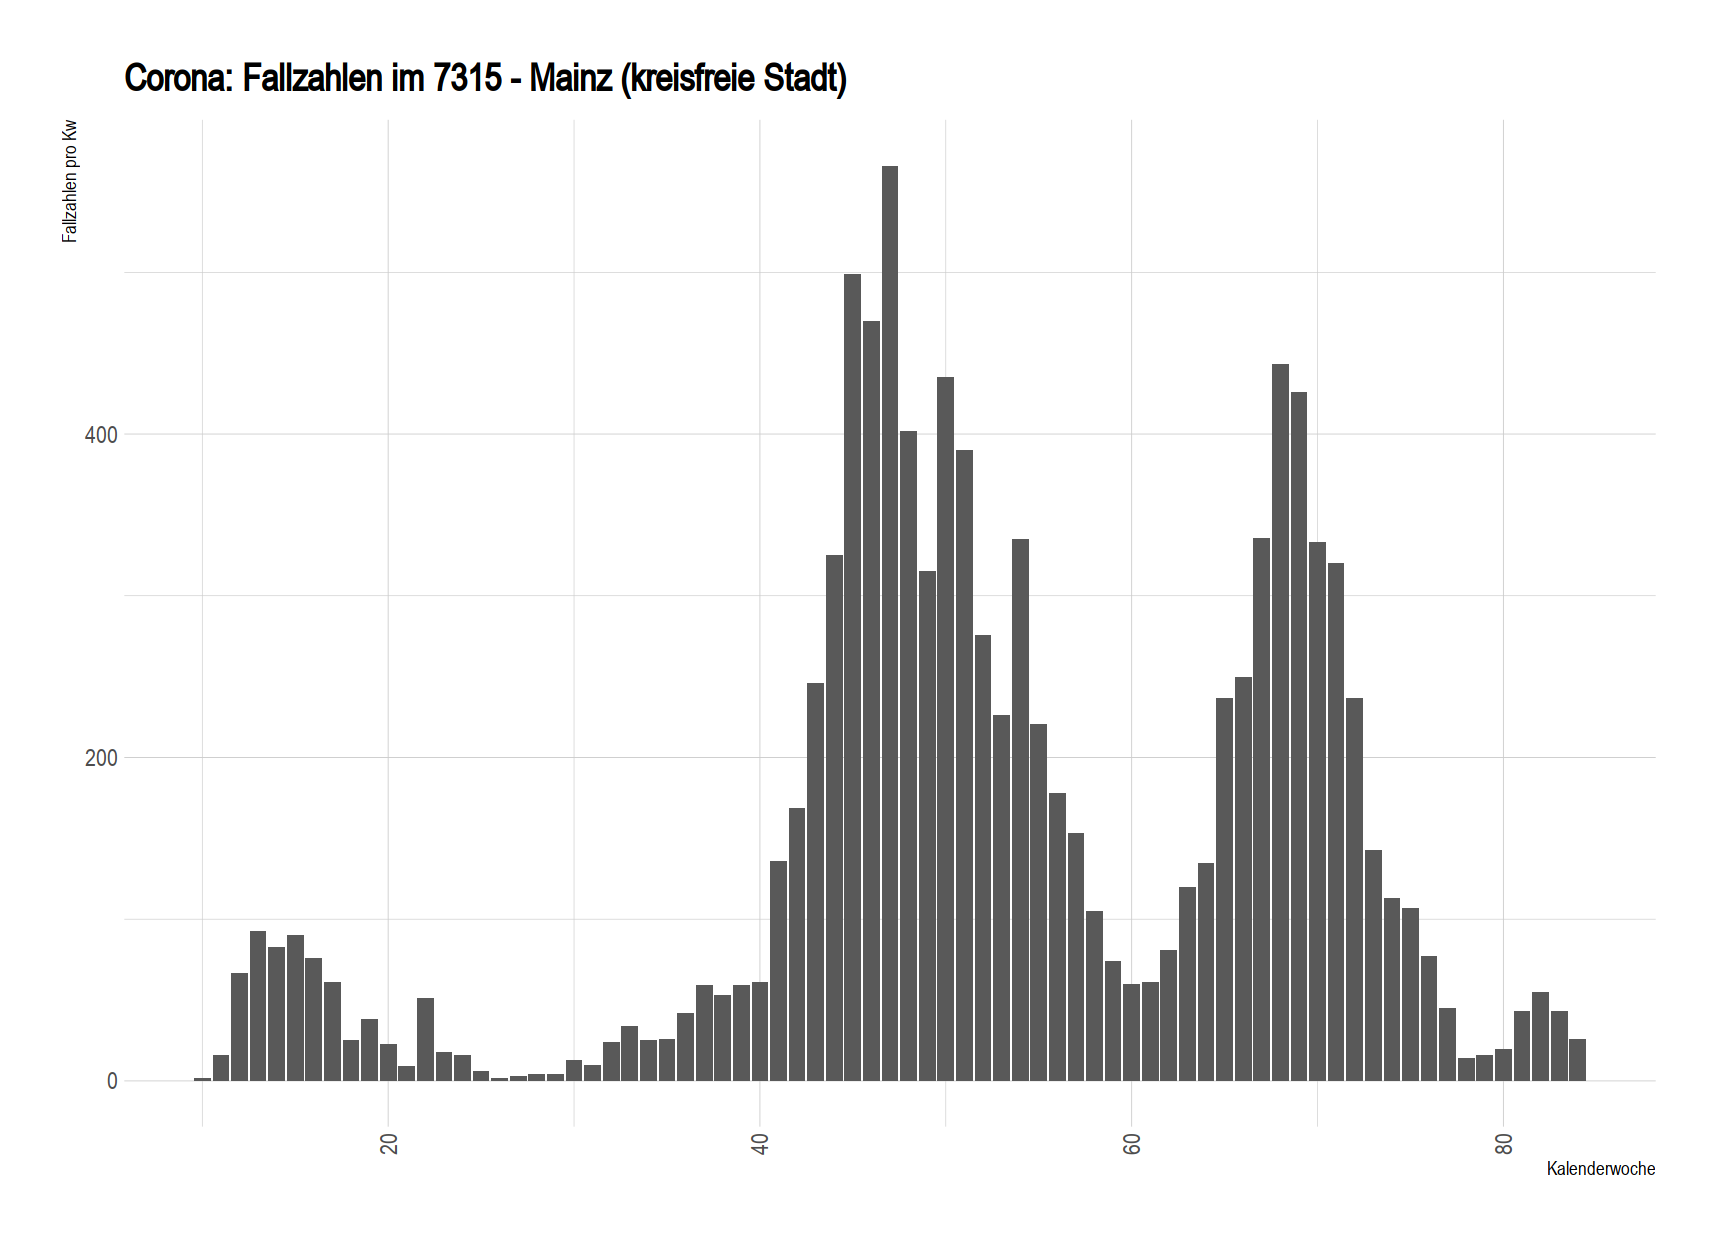 Corona: Fallzahlen im 7315 - Mainz (kreisfreie Stadt)
Fallzahlen pro Kw
400
200
0
20
40
60
80
Kalenderwoche